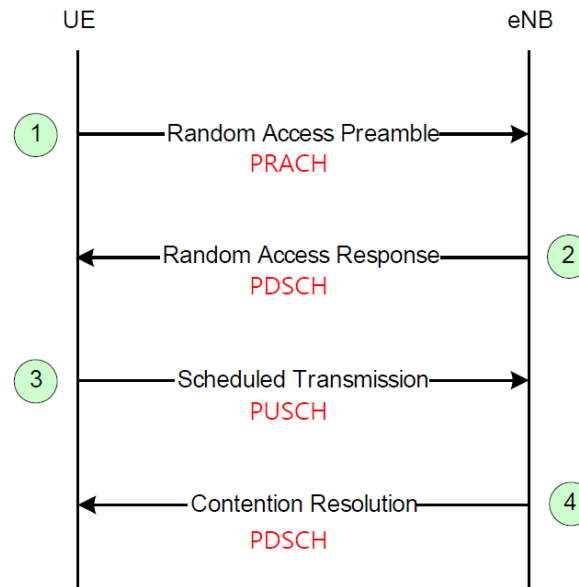 UE eNB
1 Random Access Preamble
PRACH
Random Access Response 2
PDSCH
3 Scheduled Transmission
PUSCH
Contention Resolution 4
PDSCH